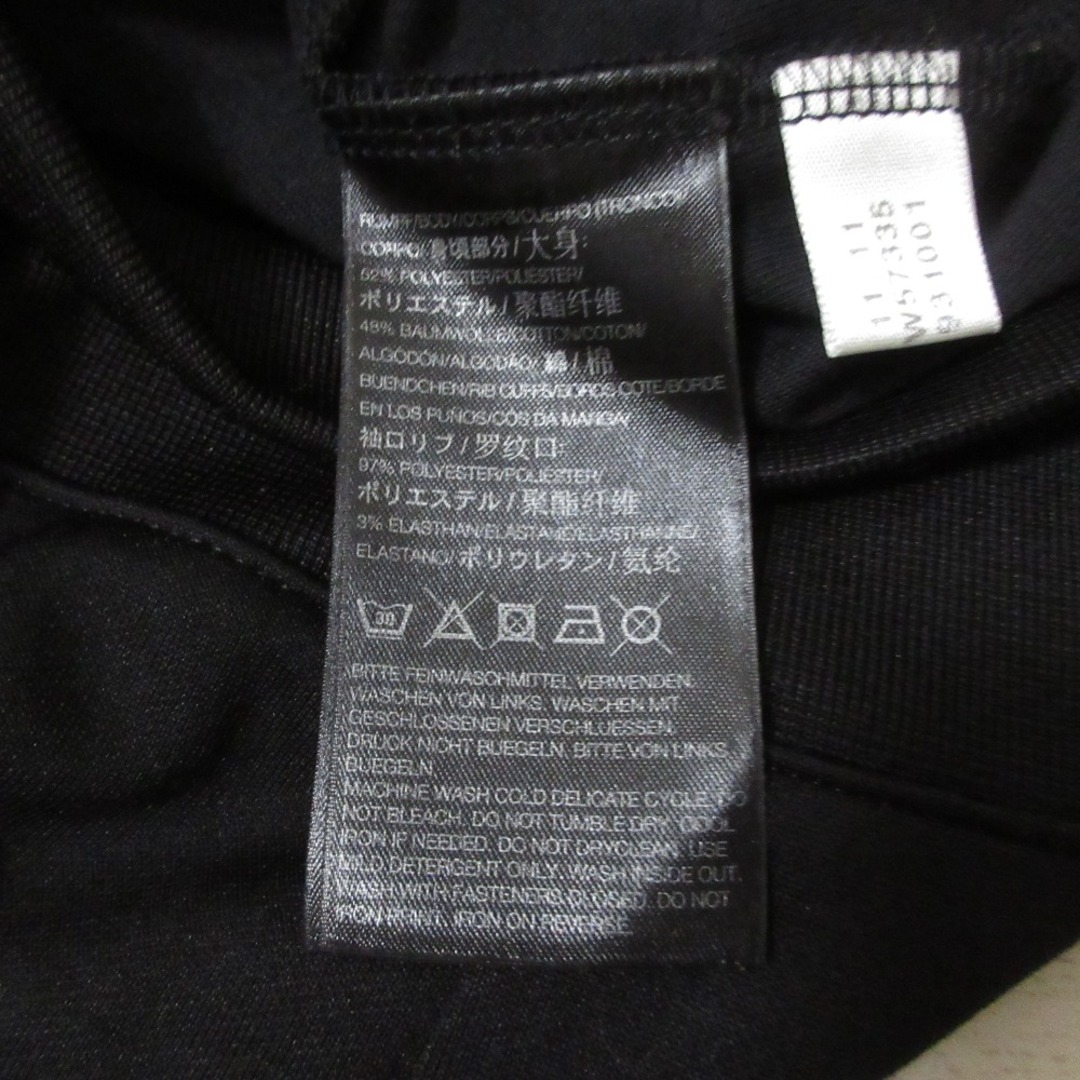 RUMPF/BODY/CORPS/CUERPO (TRONCO)/
CORPO/身頃部分/大身:
52% POLYESTER/POLIESTER/
ポリエステル/聚酯纤维
48% BAUMWOLLE/COTTON/COTON/
ALGODÓN/ALGODÃO/綿/棉
BUENDCHEN/RIB CUFFS/BORDS COTE/BORDE
EN LOS PUNOS/COS DA MANGA/
袖口リブ/罗纹口:
97% POLYESTER/POLIESTER/
ポリエステル/聚酯纤维
3% ELASTHAN/ELASTANE/ELASTHANNE/
ELASTANO/ポリウレタン/氨纶
30
BITTE FEINWASCHMITTEL VERWENDEN.
WASCHEN VON LINKS. WASCHEN MIT
GESCHLOSSENEN VERSCHLUESSEN.
DRUCK NICHT BUEGELN. BITTE VON LINKS
BUEGELN.
MACHINE WASH COLD DELICATE CYCLE. DO
NOT BLEACH. DO NOT TUMBLE DRY. COOL
IRON IF NEEDED. DO NOT DRYCLEAN. USE
MILD DETERGENT ONLY. WASH INSIDE OUT.
WASH WITH FASTENERS CLOSED. DO NOT
IRON PRINT. IRON ON REVERSE
11 11
W57336
931001